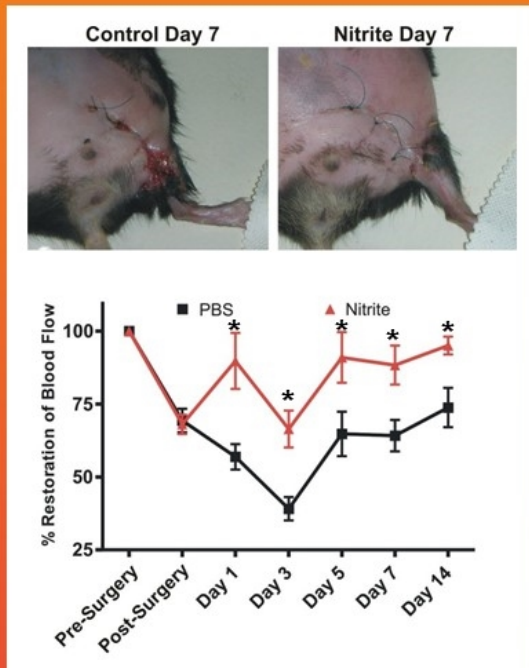 Control Day 7
Nitrite Day 7
PBS
Nitrite
*
*
*
*
*
% Restoration of Blood Flow
100
75
50
25
Pre-Surgery
Post-Surgery
Day 1
Day 3
Day 5
Day 7
Day 14